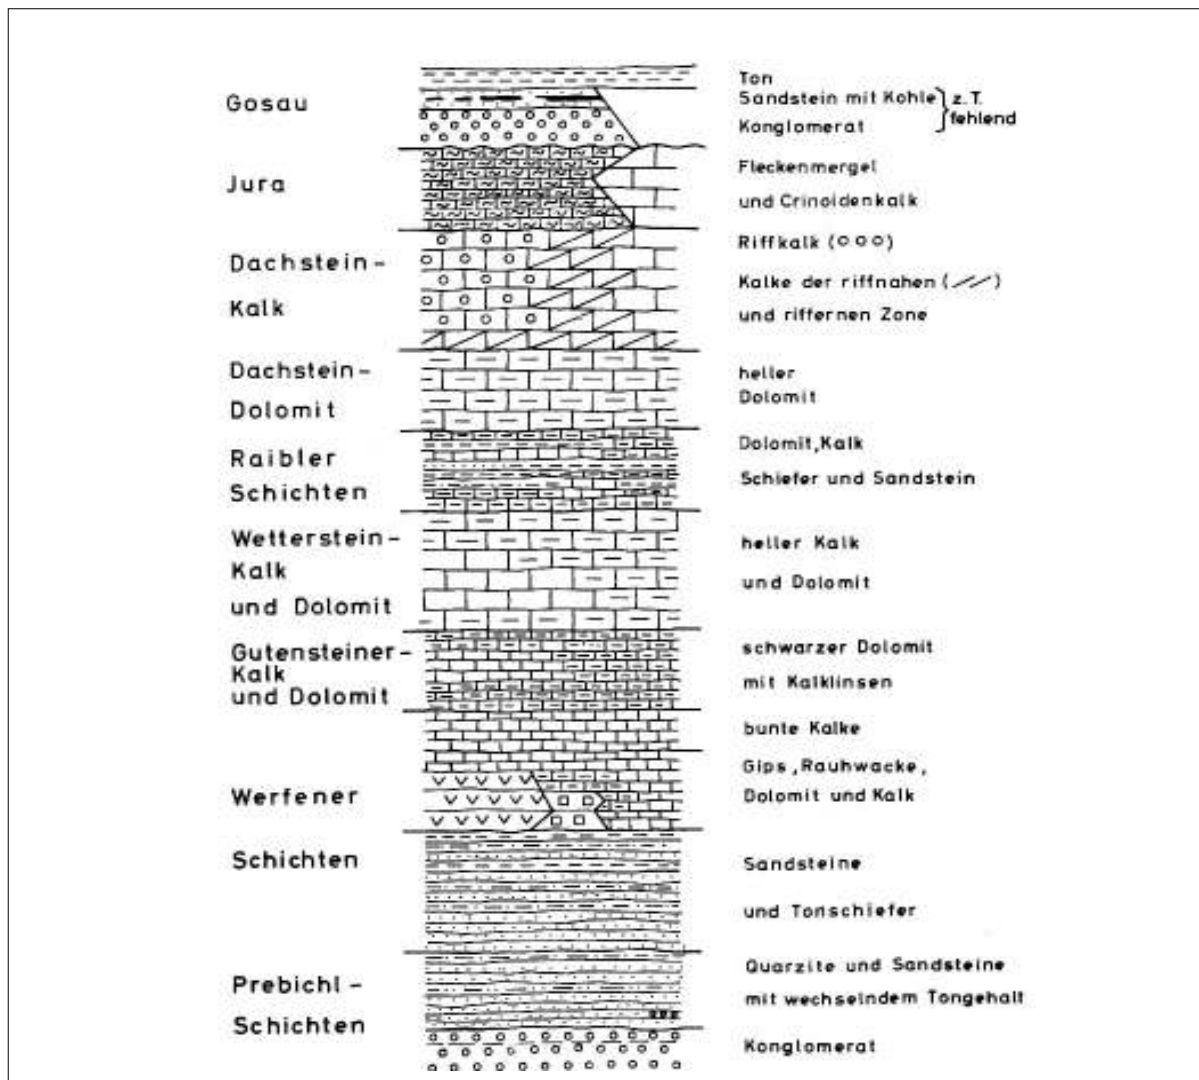 Gosau
Ton
Sandstein mit Kohle } z.T.
Konglomerat } fehlend
Jura
Fleckenmergel
und Crinoidenkalk
Dachstein-
Kalk
Riffkalk (o o o)
Kalke der riffnahen (//)
und riffernen Zone
Dachstein-
Dolomit
heller
Dolomit
Raibler
Schichten
Dolomit, Kalk
Schiefer und Sandstein
Wetterstein-
Kalk
und Dolomit
heller Kalk
und Dolomit
Gutensteiner-
Kalk
und Dolomit
schwarzer Dolomit
mit Kalklinsen
Werfener
Schichten
bunte Kalke
Gips, Rauhwacke,
Dolomit und Kalk
Sandsteine
und Tonschiefer
Prebichl-
Schichten
Quarzite und Sandsteine
mit wechselndem Tongehalt
Konglomerat